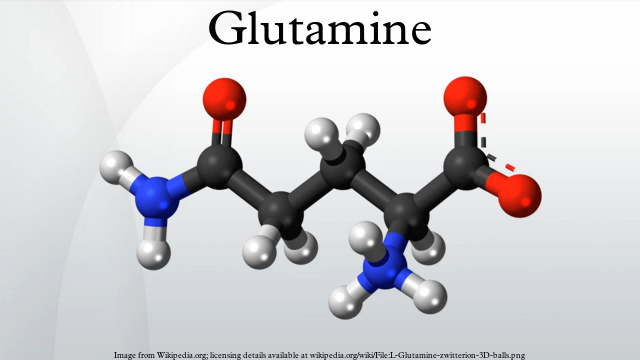 Glutamine
Image from Wikipedia.org; licensing details available at wikipedia.org/wiki/File:L-Glutamine-zwitterion-3D-balls.png